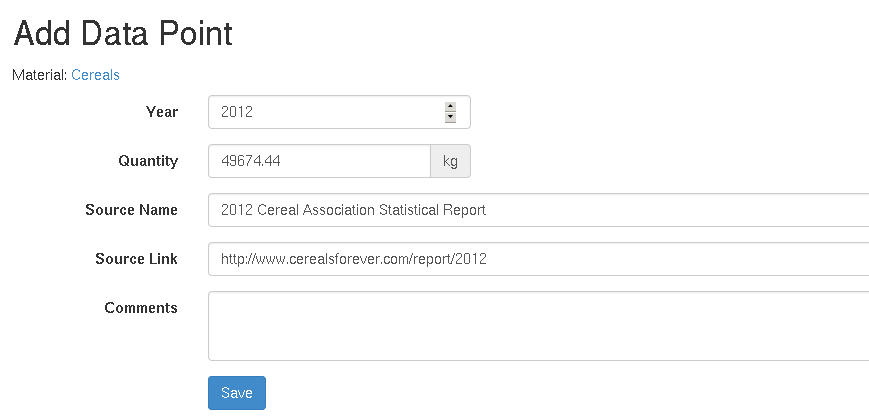 Add Data Point
Material: Cereals
Year 2012
Quantity 49674.44 kg
Source Name 2012 Cereal Association Statistical Report
Source Link http://www.cerealsforever.com/report/2012
Comments
Save